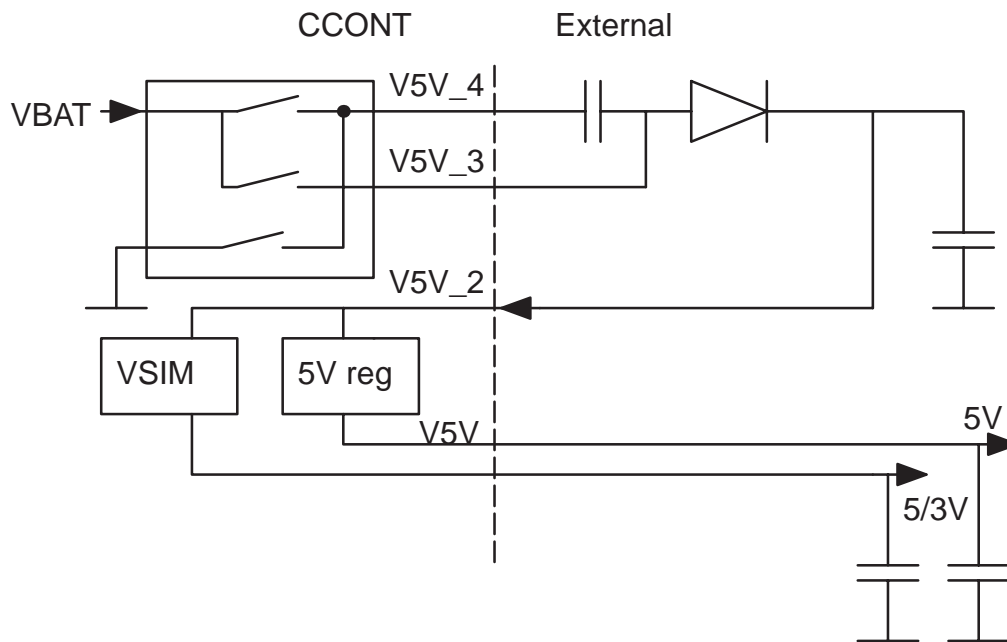 CCONT External
V5V_4
VBAT
V5V_3
V5V_2
VSIM 5V reg
5V
V5V
5/3V